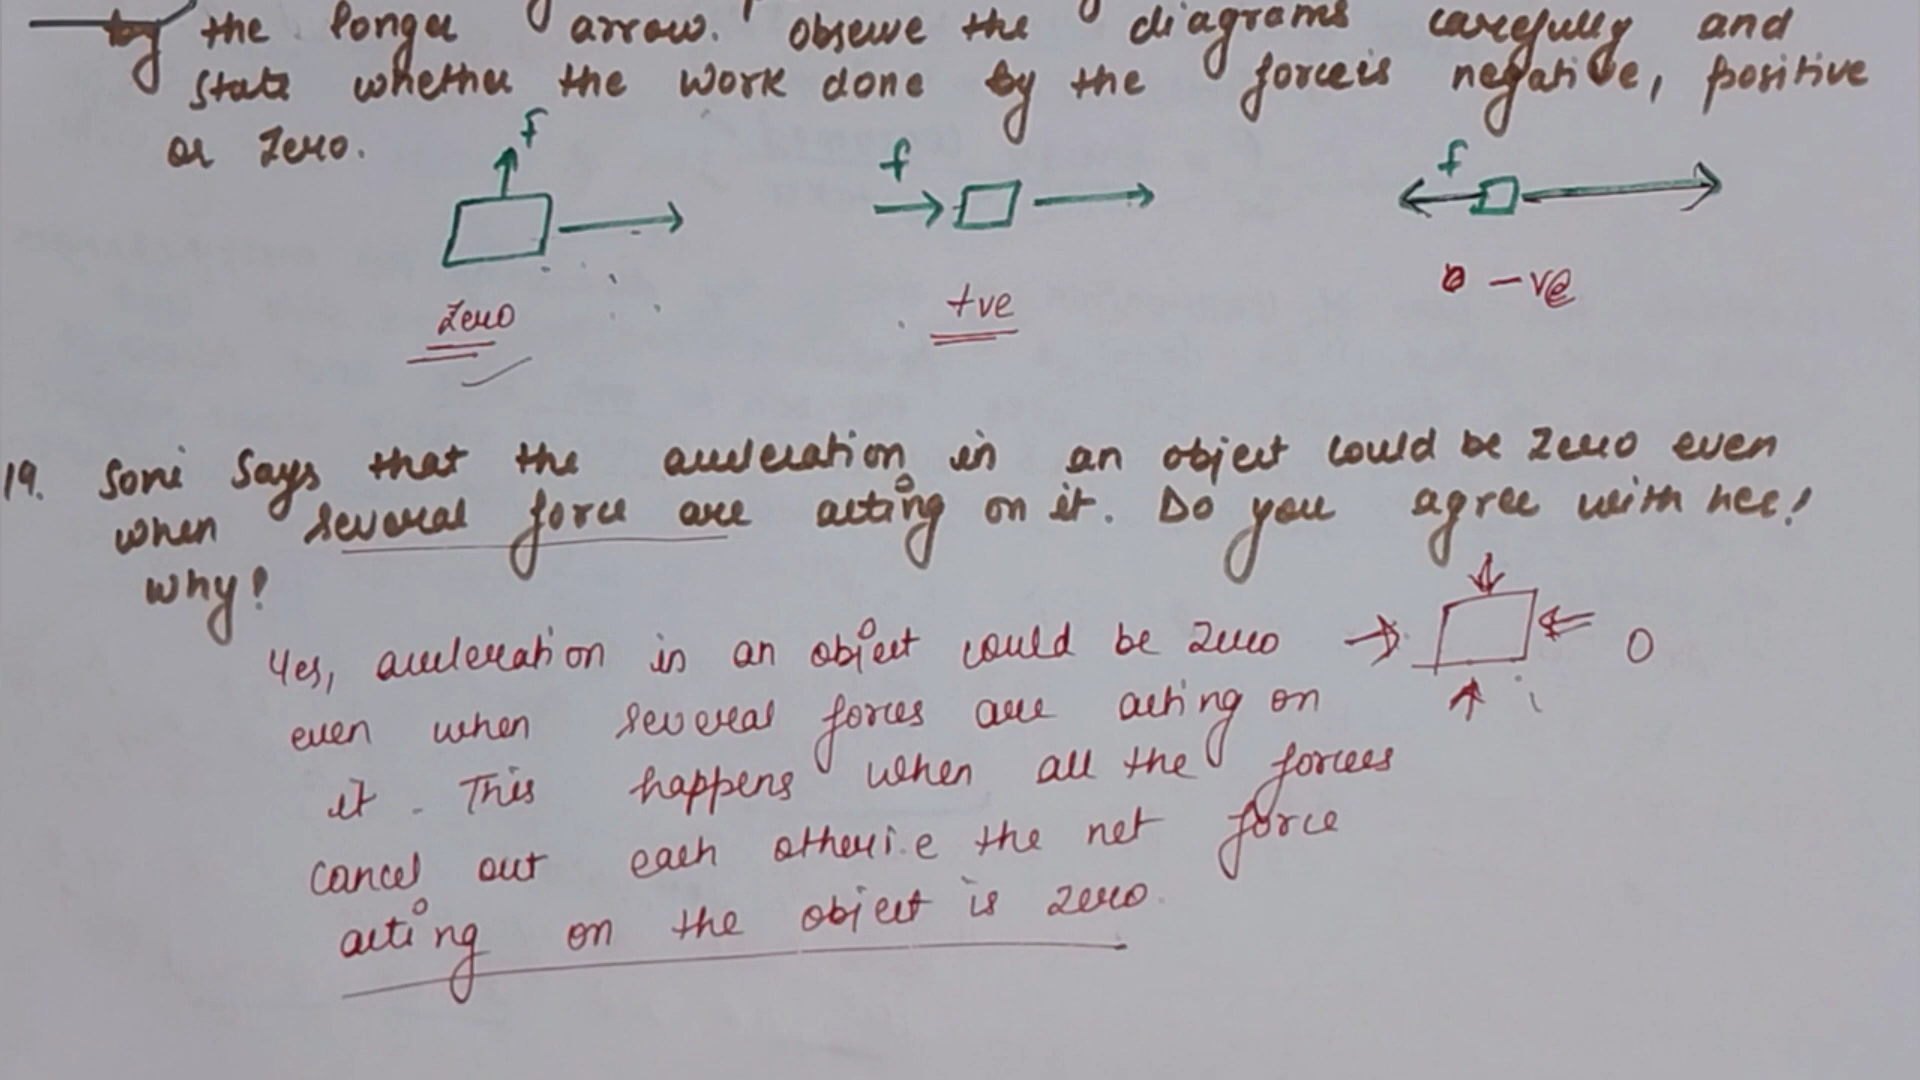 by the longer arrow. observe the diagrams carefully and
state whether the work done by the force is negative, positive
or zero.
F
f
f
zero
+ve
-ve
19. Soni says that the acceleration in an object could be zero even
when several force are acting on it. Do you agree with her?
why?
Yes, acceleration in an object could be zero
even when several forces are acting on
it. This happens when all the forces
cancel out each other i.e the net force
acting on the object is zero.
0